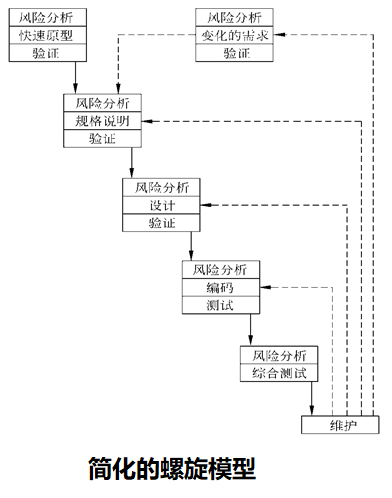 风险分析
快速原型
验证
风险分析
变化的需求
验证
风险分析
规格说明
验证
风险分析
设计
验证
风险分析
编码
测试
风险分析
综合测试
维护
简化的螺旋模型